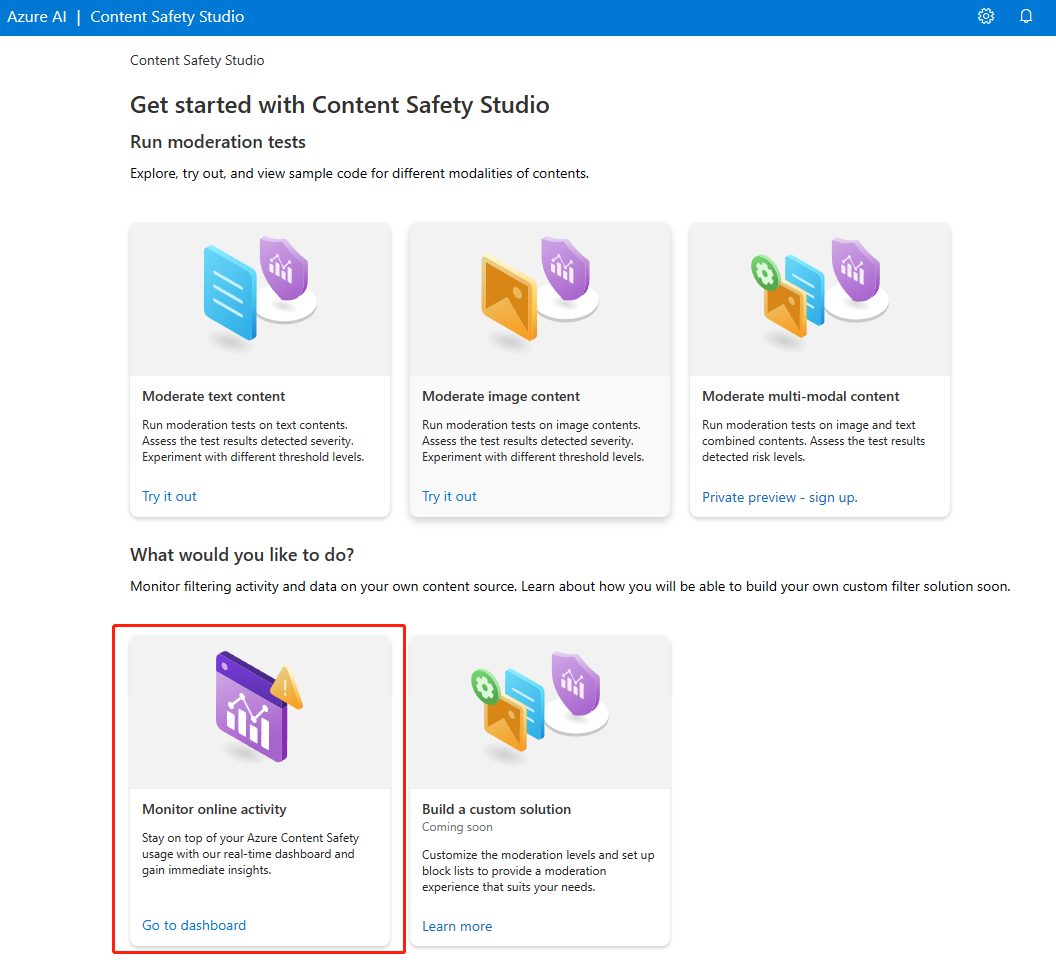 Azure AI | Content Safety Studio
Content Safety Studio
Get started with Content Safety Studio
Run moderation tests
Explore, try out, and view sample code for different modalities of contents.
Moderate text content
Run moderation tests on text contents.
Assess the test results detected severity.
Experiment with different threshold levels.
Try it out
Moderate image content
Run moderation tests on image contents.
Assess the test results detected severity.
Experiment with different threshold levels.
Try it out
Moderate multi-modal content
Run moderation tests on image and text
combined contents. Assess the test results
detected risk levels.
Private preview - sign up.
What would you like to do?
Monitor filtering activity and data on your own content source. Learn about how you will be able to build your own custom filter solution soon.
Monitor online activity
Stay on top of your Azure Content Safety
usage with our real-time dashboard and
gain immediate insights.
Go to dashboard
Build a custom solution
Coming soon
Customize the moderation levels and set up
block lists to provide a moderation
experience that suits your needs.
Learn more